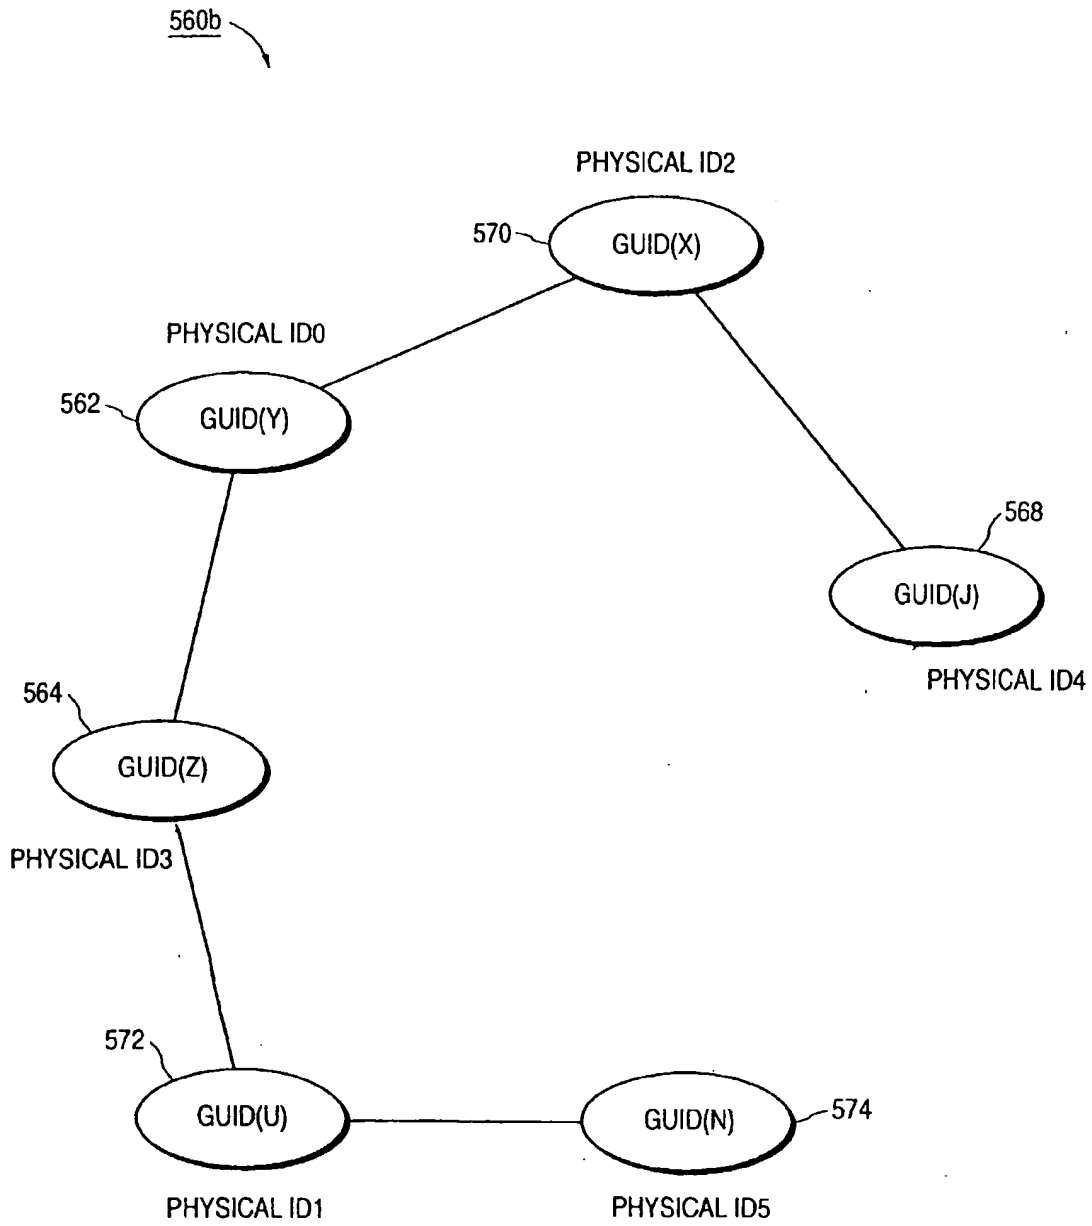 560b
PHYSICAL ID2
570
GUID(X)
PHYSICAL ID0
562
GUID(Y)
568
GUID(J)
PHYSICAL ID4
564
GUID(Z)
PHYSICAL ID3
572
GUID(U)
GUID(N)
574
PHYSICAL ID1
PHYSICAL ID5